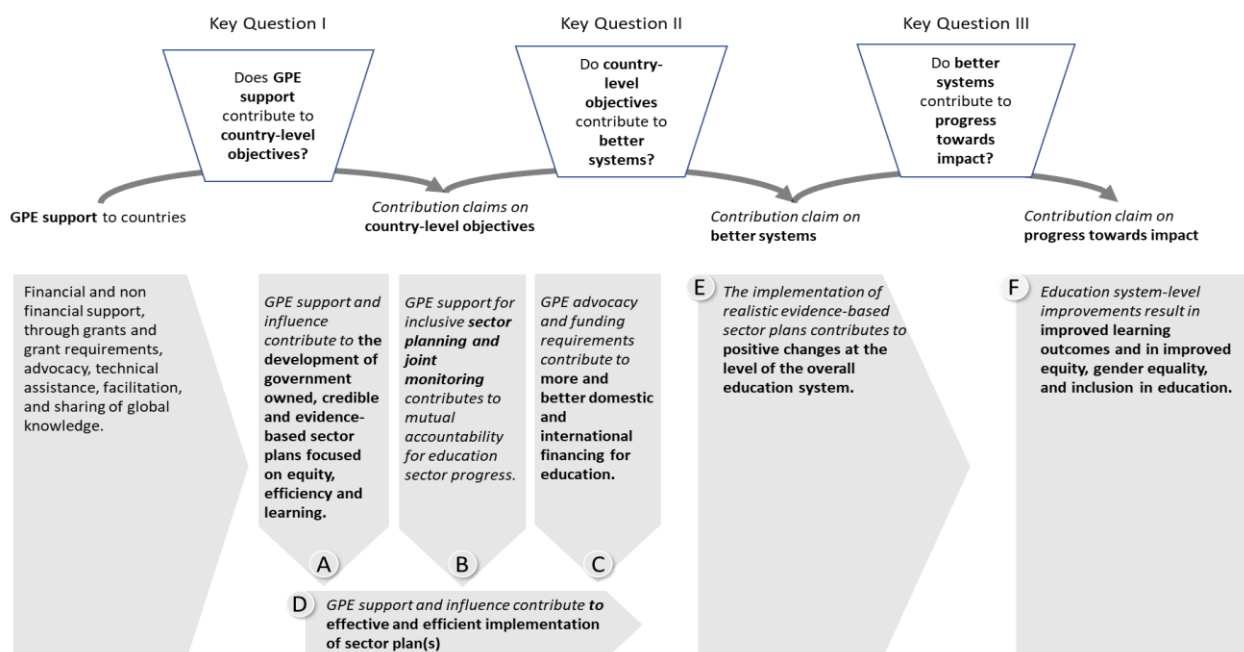 Key Question I
Key Question II
Key Question III
Does GPE
support
contribute to
country-level
objectives?
Do country-
level
objectives
contribute to
better
systems?
Do better
systems
contribute to
progress
towards
impact?
GPE support to countries
Contribution claims on
country-level objectives
Contribution claim on
better systems
Contribution claim on
progress towards impact
Financial and non
financial support,
through grants and
grant requirements,
advocacy, technical
assistance, facilitation,
and sharing of global
knowledge.
GPE support and
influence
contribute to the
development of
government
owned, credible
and evidence-
based sector
plans focused
on equity,
efficiency and
learning.
A
GPE support for
inclusive sector
planning and
joint
monitoring
contributes to
mutual
accountability
for education
sector progress.
B
GPE advocacy
and funding
requirements
contribute to
more and
better domestic
and
international
financing for
education.
C
D
GPE support and influence contribute to
effective and efficient implementation
of sector plan(s)
E
The implementation of
realistic evidence-based
sector plans contributes to
positive changes at the
level of the overall
education system.
F
Education system-level
improvements result in
improved learning
outcomes and in improved
equity, gender equality,
and inclusion in education.